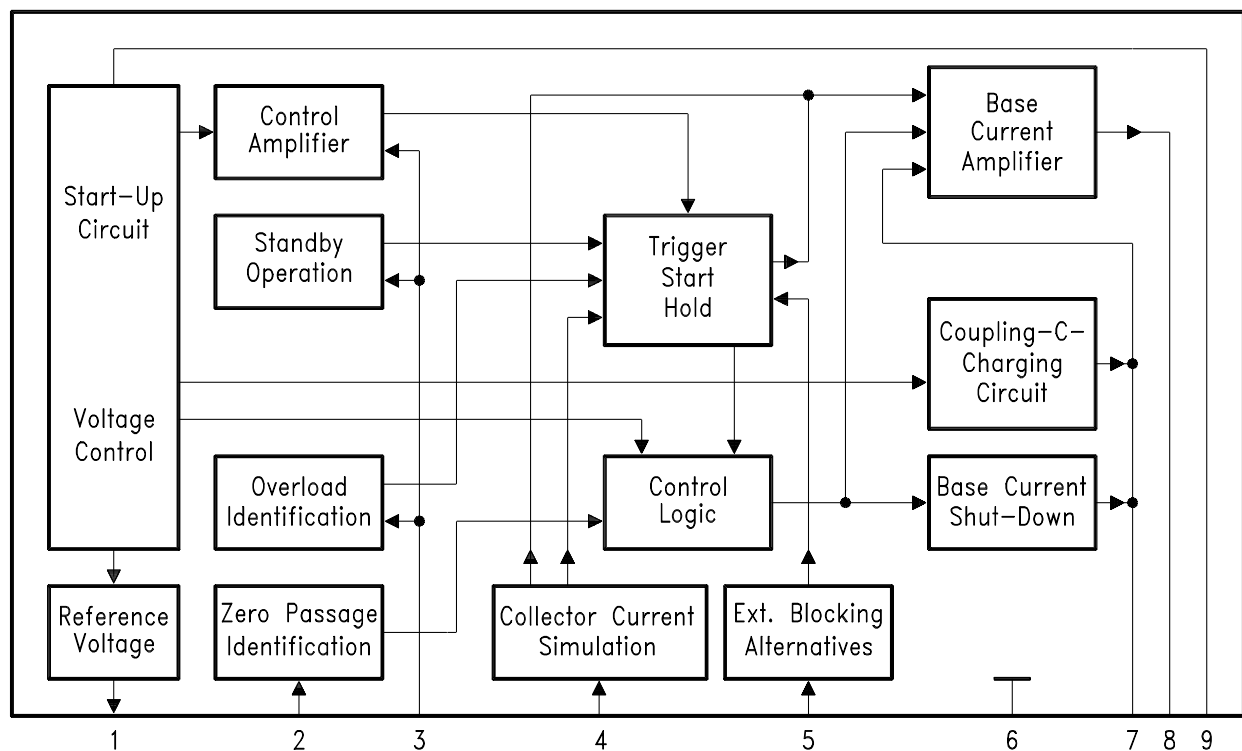 Start-Up
Circuit
Voltage
Control
Control
Amplifier
Standby
Operation
Overload
Identification
Reference
Voltage
Zero Passage
Identification
Trigger
Start
Hold
Control
Logic
Collector Current
Simulation
Ext. Blocking
Alternatives
Base
Current
Amplifier
Coupling-C-
Charging
Circuit
Base Current
Shut-Down
1
2
3
4
5
6
7
8
9